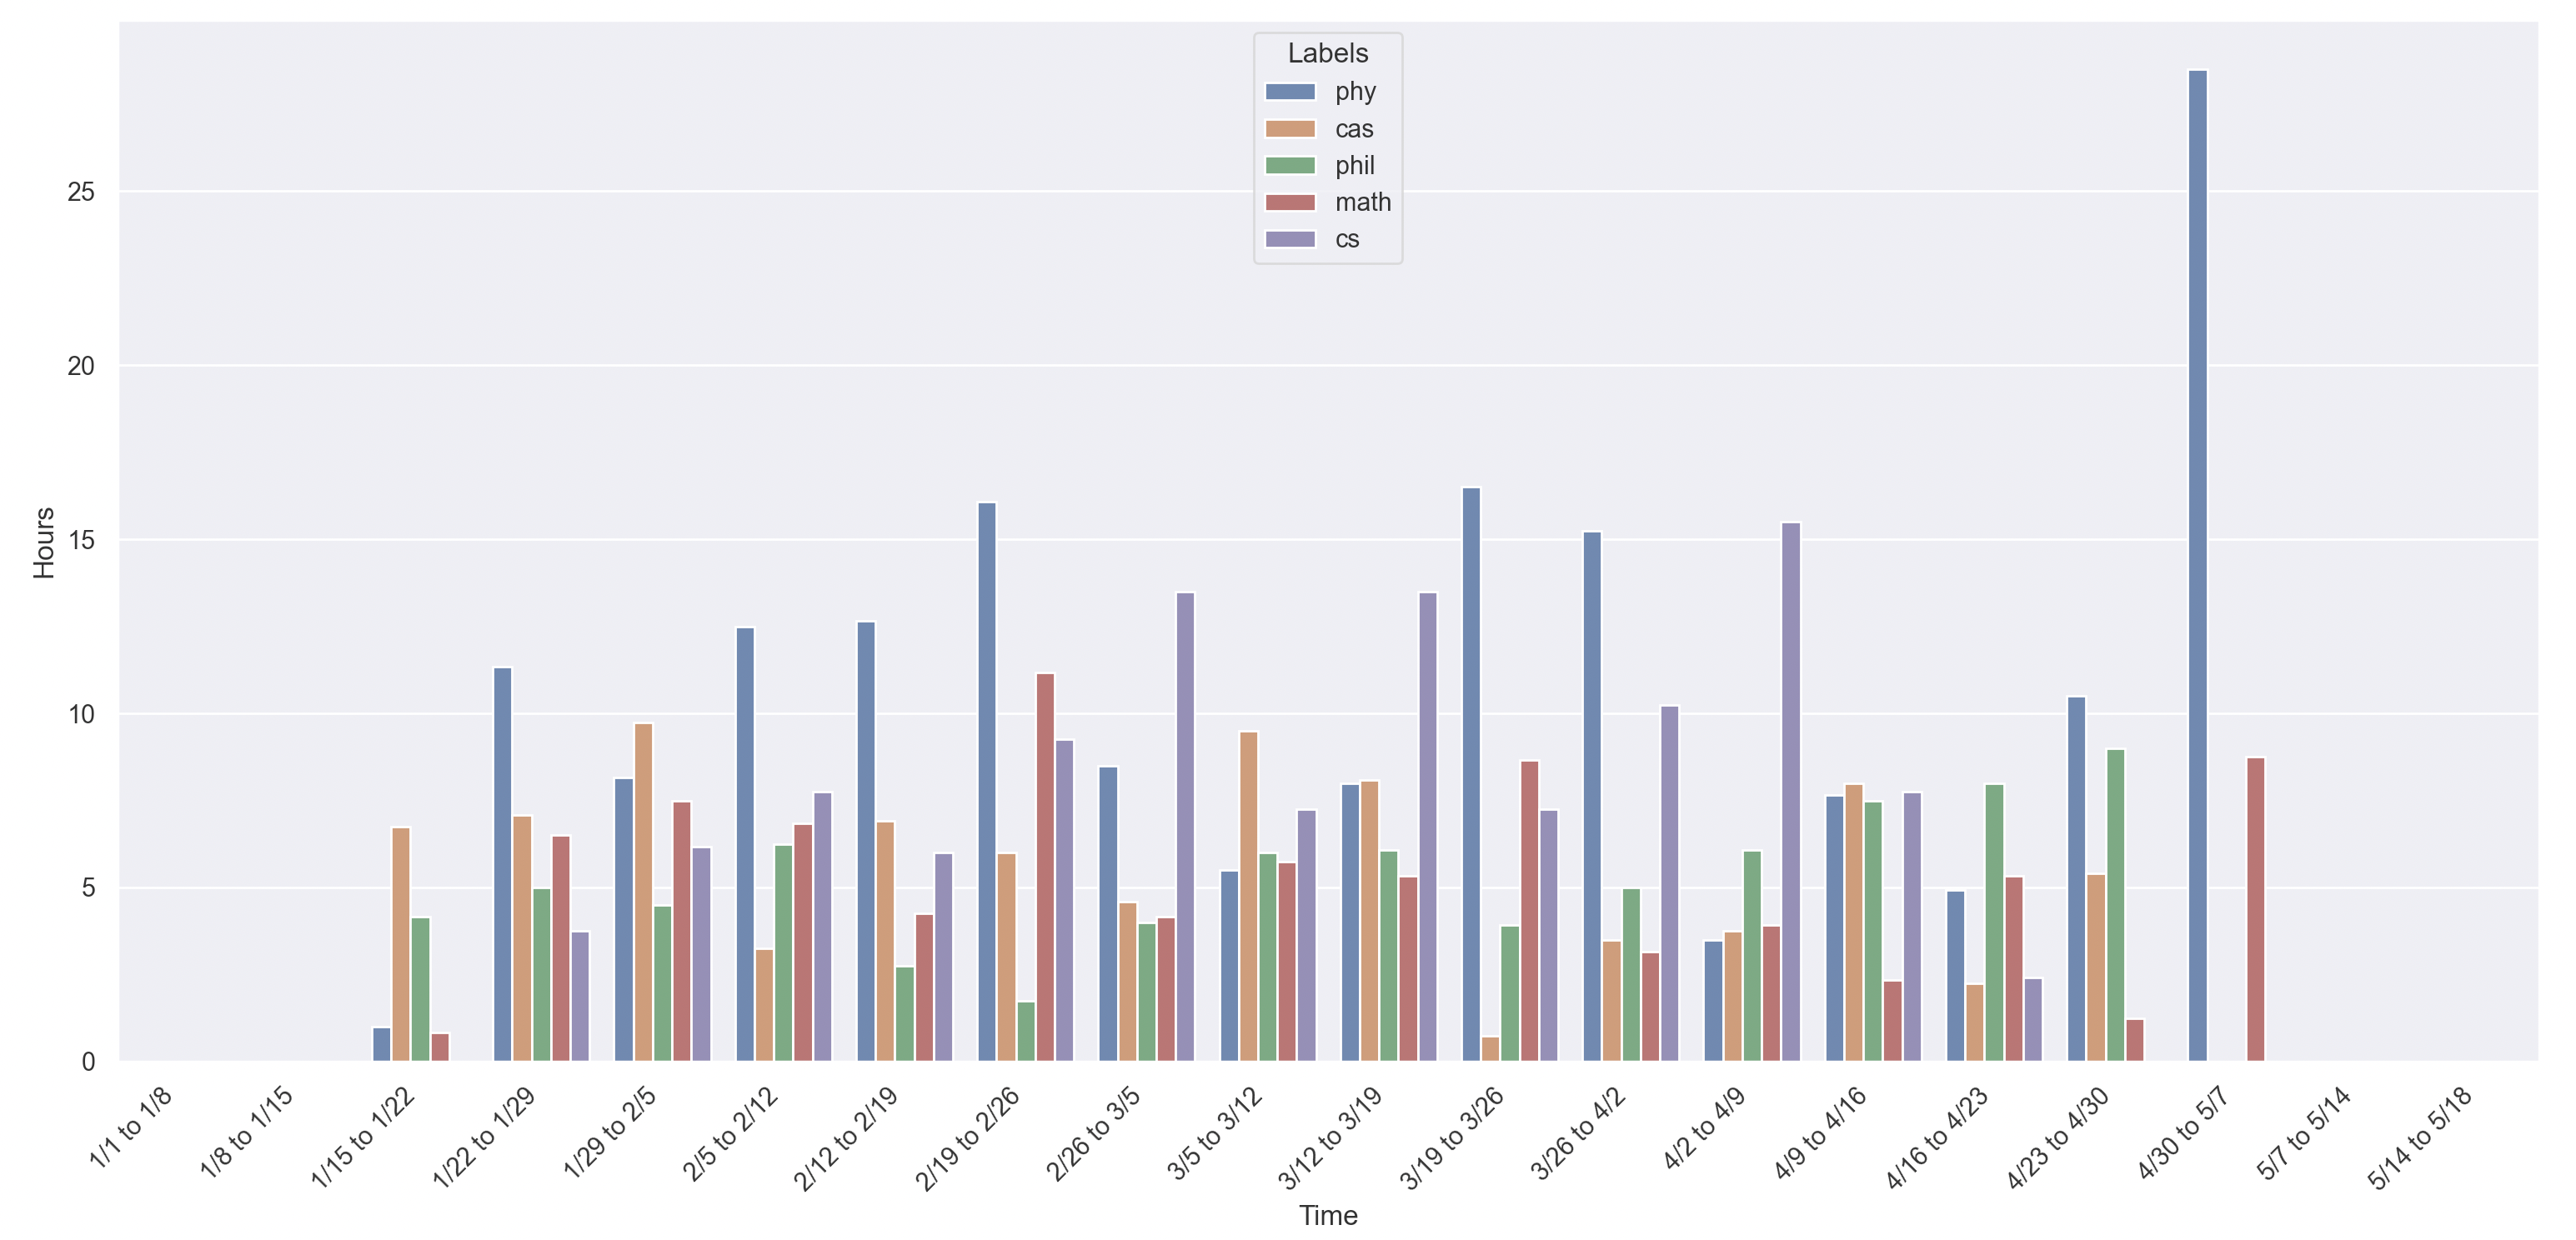 Labels
phy
cas
phil
math
cs
25
20
15
10
5
0
Hours
1/1 to 1/8
1/8 to 1/15
1/15 to 1/22
1/22 to 1/29
1/29 to 2/5
2/5 to 2/12
2/12 to 2/19
2/19 to 2/26
2/26 to 3/5
3/5 to 3/12
3/12 to 3/19
3/19 to 3/26
3/26 to 4/2
4/2 to 4/9
4/9 to 4/16
4/16 to 4/23
4/23 to 4/30
4/30 to 5/7
5/7 to 5/14
5/14 to 5/18
Time